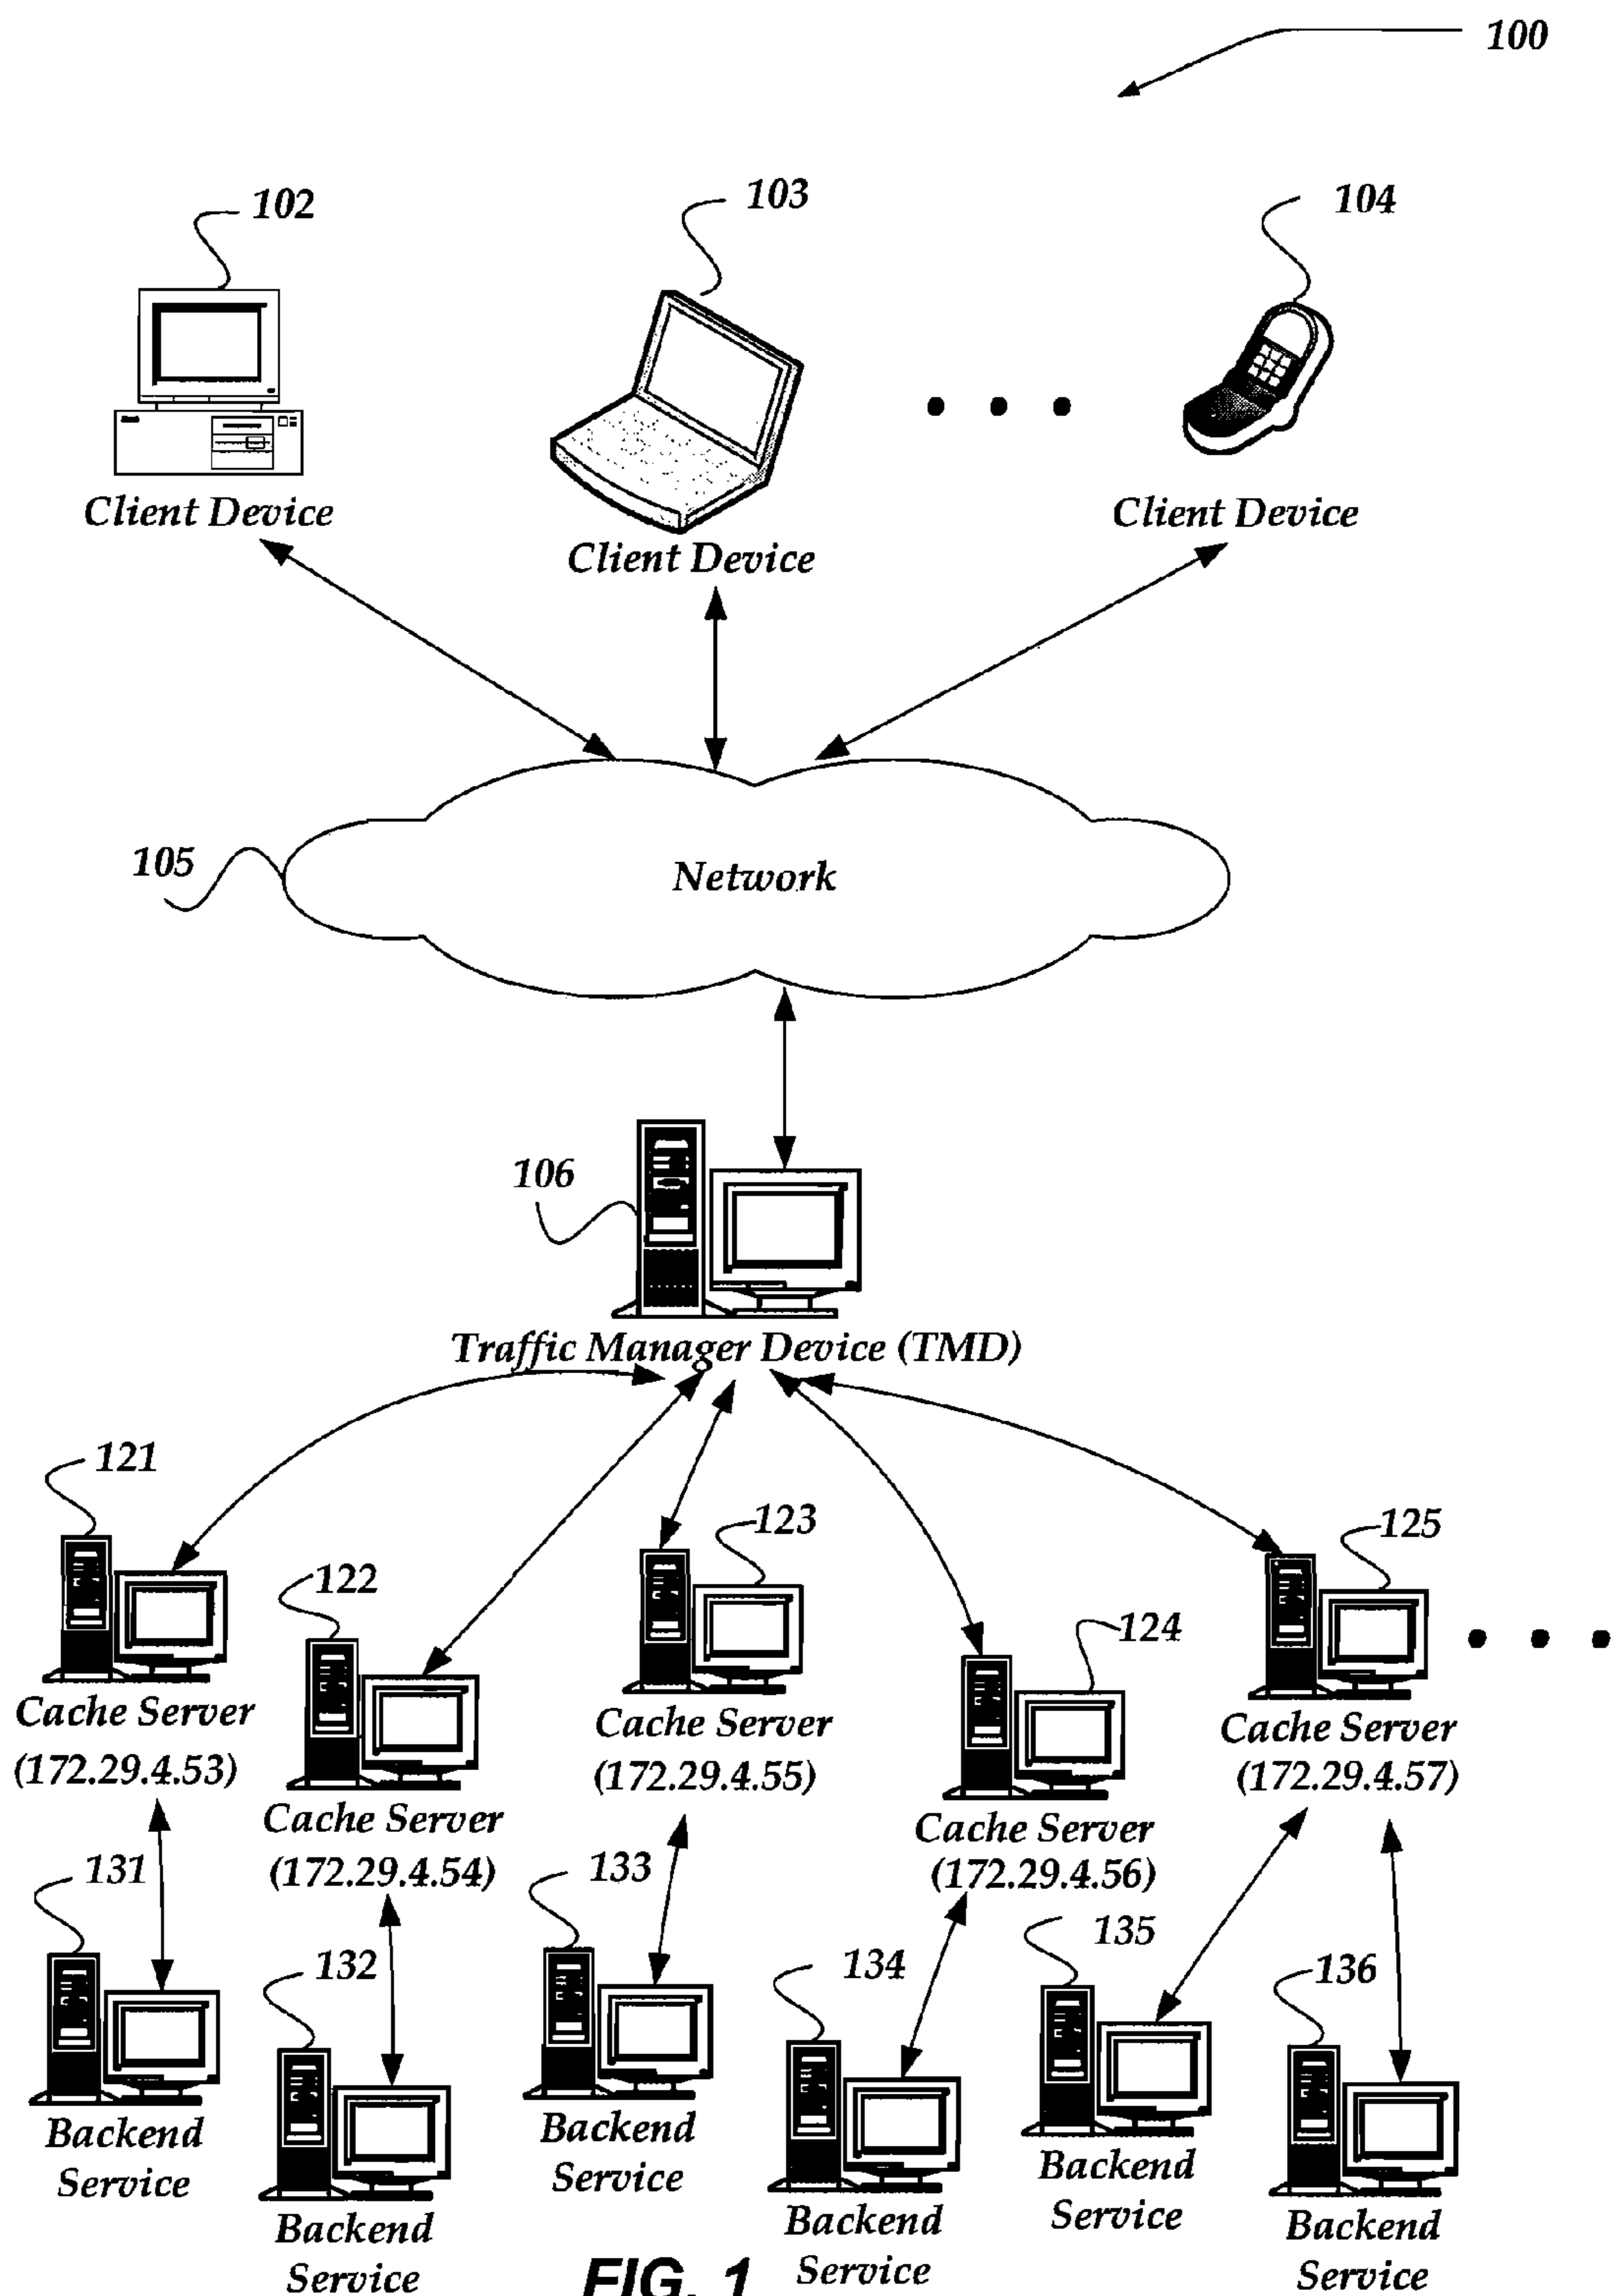 100
102
103
104
Client Device
Client Device
Client Device
105
Network
106
Traffic Manager Device (TMD)
121
122
123
124
125
Cache Server
(172.29.4.53)
Cache Server
(172.29.4.54)
Cache Server
(172.29.4.55)
Cache Server
(172.29.4.56)
Cache Server
(172.29.4.57)
131
132
133
134
135
136
Backend
Service
Backend
Service
Backend
Service
Backend
Service
Backend
Service
Backend
Service
FIG. 1